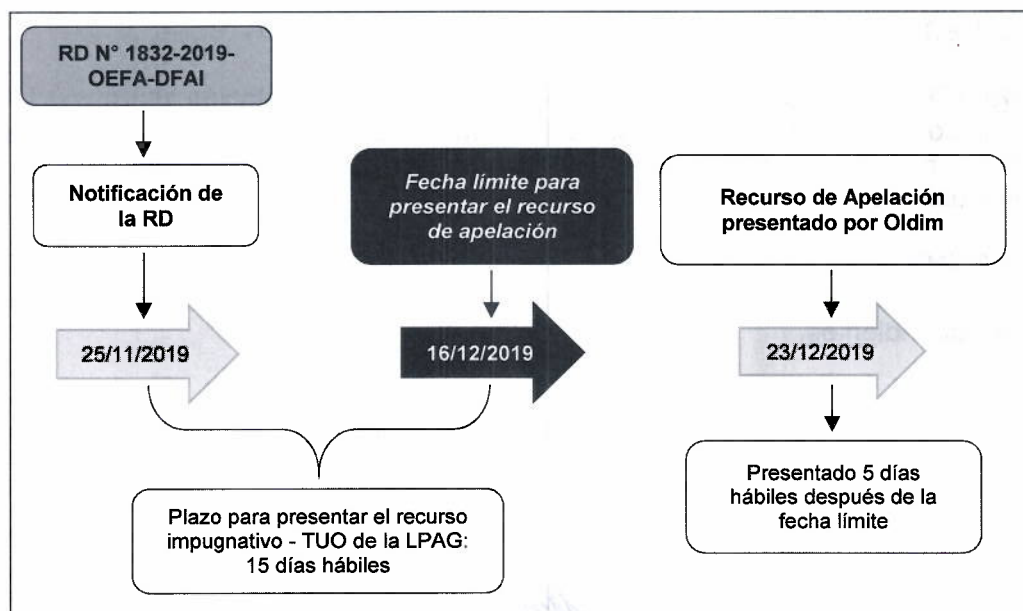 RD N° 1832-2019-
OEFA-DFAI
Notificación de
la RD
Fecha límite para
presentar el recurso
de apelación
Recurso de Apelación
presentado por Oldim
25/11/2019
16/12/2019
23/12/2019
Plazo para presentar el recurso
impugnativo - TUO de la LPAG:
15 días hábiles
Presentado 5 días
hábiles después de la
fecha límite